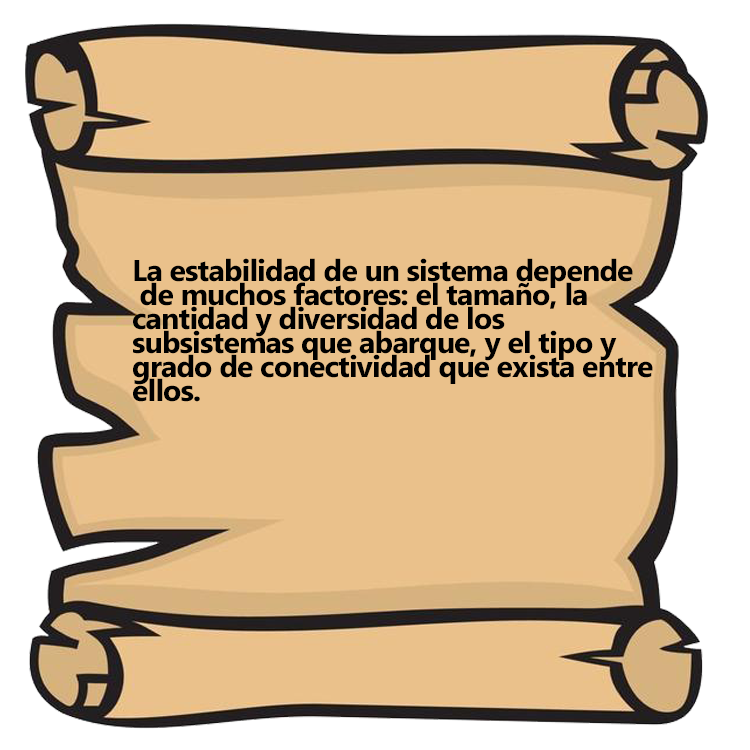 La estabilidad de un sistema depende
de muchos factores: el tamaño, la
cantidad y diversidad de los
subsistemas que abarque, y el tipo y
grado de conectividad que exista entre
ellos.